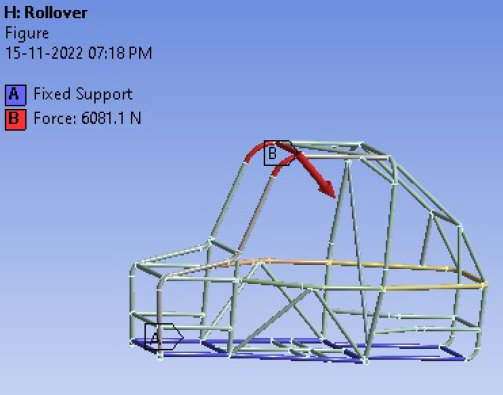 H: Rollover
Figure
15-11-2022 07:18 PM
A Fixed Support
B Force: 6081.1 N
B
A